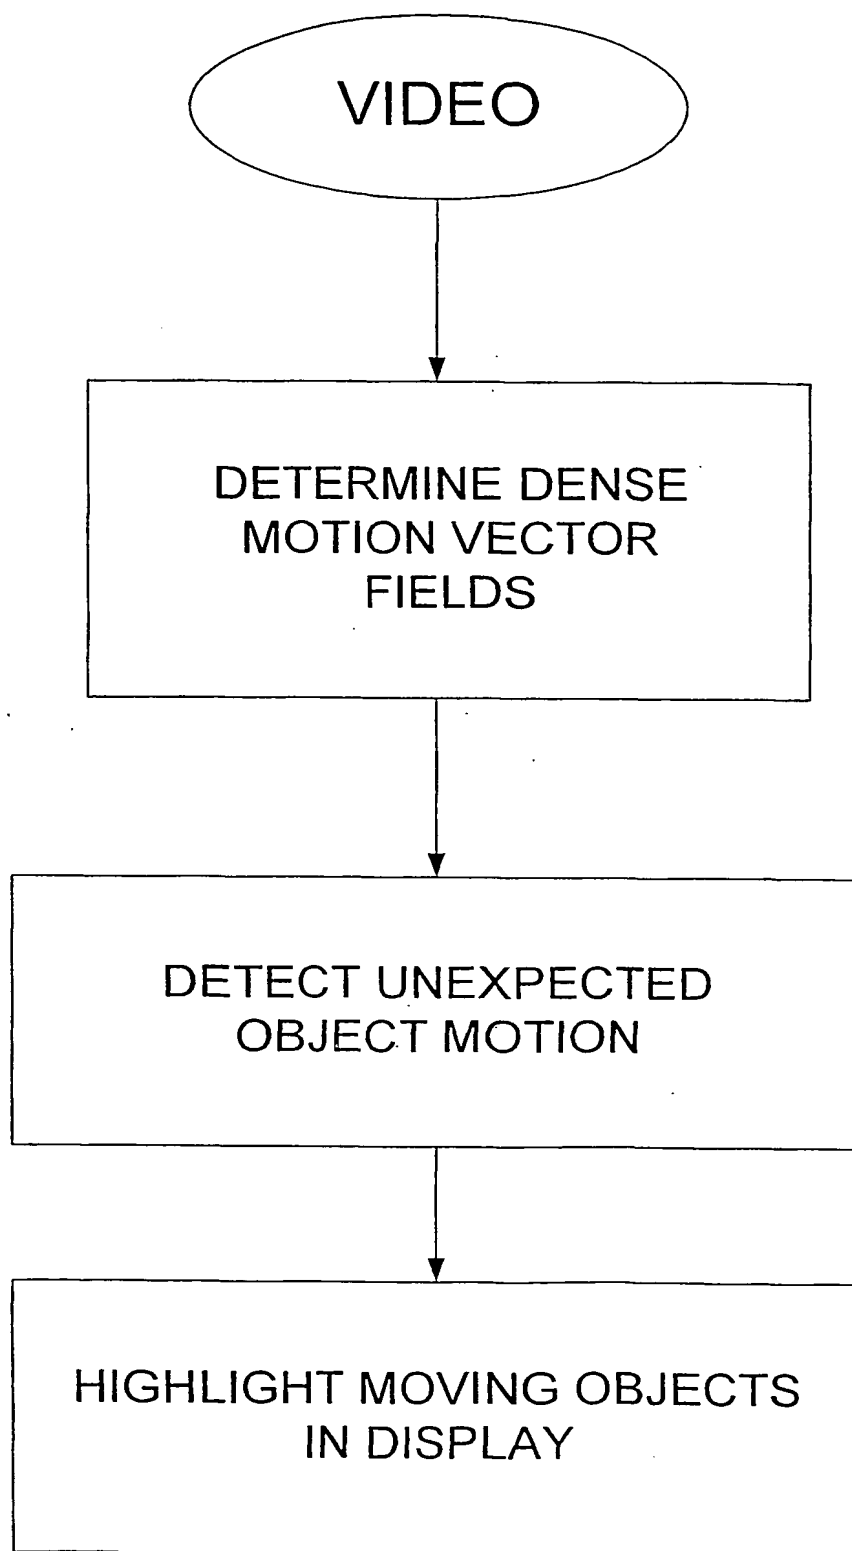 VIDEO
DETERMINE DENSE
MOTION VECTOR
FIELDS
DETECT UNEXPECTED
OBJECT MOTION
HIGHLIGHT MOVING OBJECTS
IN DISPLAY